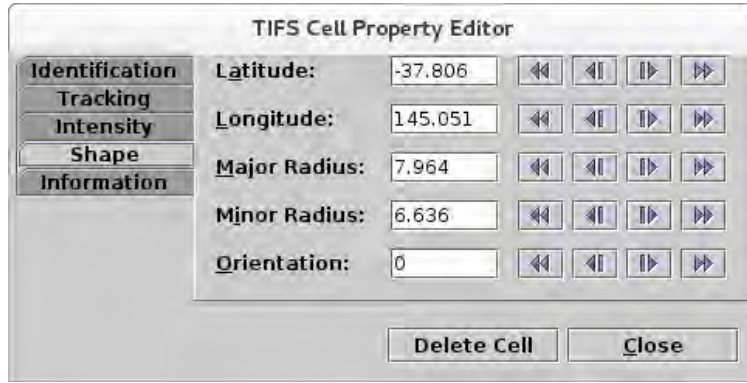 TIFS Cell Property Editor
Identification
Tracking
Intensity
Shape
Information
Latitude: -37.806
Longitude: 145.051
Major Radius: 7.964
Minor Radius: 6.636
Orientation: 0
Delete Cell Close